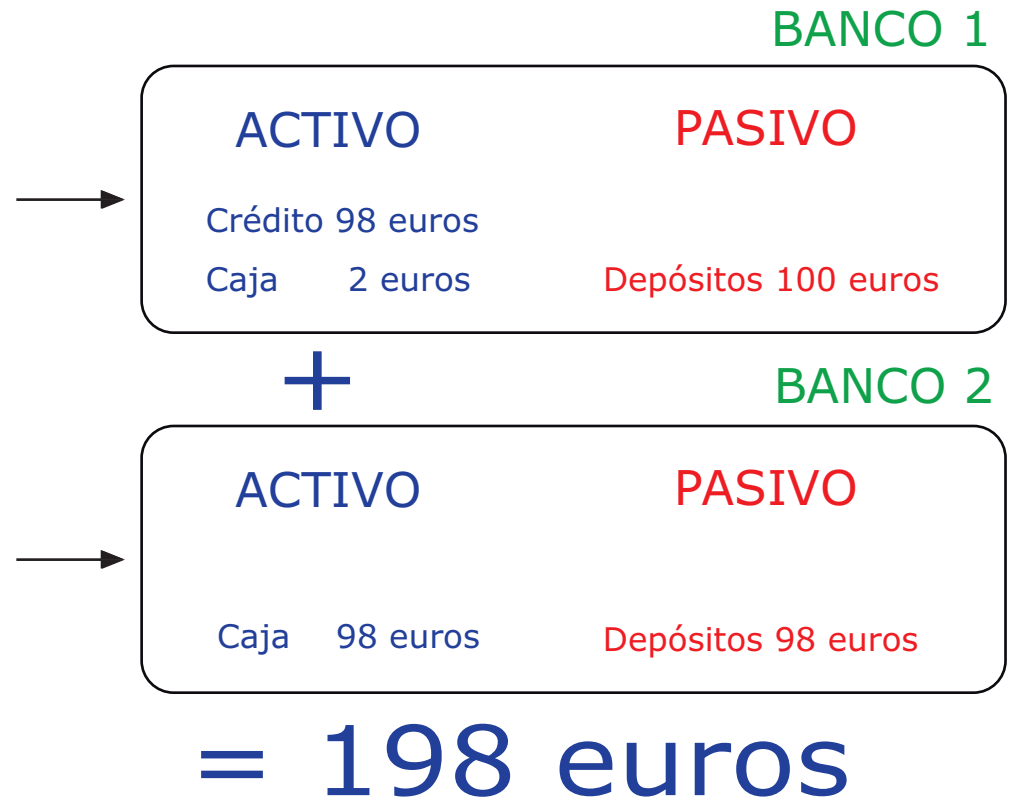 BANCO 1
ACTIVO PASIVO
Crédito 98 euros
Caja 2 euros Depósitos 100 euros
+
BANCO 2
ACTIVO PASIVO
Caja 98 euros Depósitos 98 euros
= 198 euros